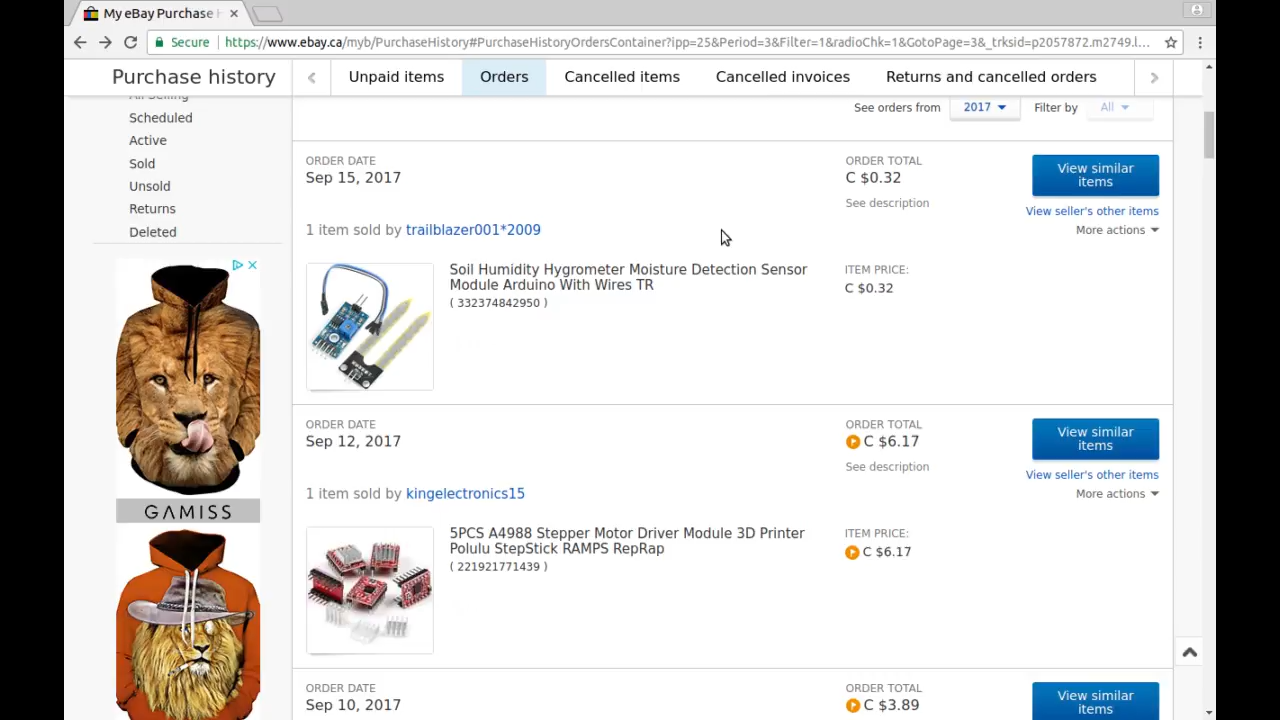 My eBay Purchase H
Secure
https://www.ebay.ca/myb/PurchaseHistory#PurchaseHistoryOrdersContainer?ipp=25&Period=3&Filter=1&radioChk=1&GotoPage=3&_trksid=p2057872.m2749.l...
Purchase history
Unpaid items
Orders
Cancelled items
Cancelled invoices
Returns and cancelled orders
All Selling
Scheduled
Active
Sold
Unsold
Returns
Deleted
GAMISS
See orders from
2017
Filter by
All
ORDER DATE
Sep 15, 2017
ORDER TOTAL
C $0.32
See description
View similar
items
View seller's other items
More actions
1 item sold by trailblazer001*2009
Soil Humidity Hygrometer Moisture Detection Sensor
Module Arduino With Wires TR
( 332374842950 )
ITEM PRICE:
C $0.32
ORDER DATE
Sep 12, 2017
ORDER TOTAL
C $6.17
See description
View similar
items
View seller's other items
More actions
1 item sold by kingelectronics15
5PCS A4988 Stepper Motor Driver Module 3D Printer
Polulu StepStick RAMPS RepRap
( 221921771439 )
ITEM PRICE:
C $6.17
ORDER DATE
Sep 10, 2017
ORDER TOTAL
C $3.89
View similar
items